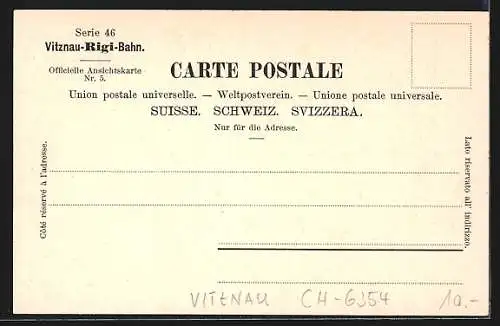 Serie 46
Vitznau-Rigi-Bahn.
Officielle Ansichtskarte
Nr. 5.
CARTE POSTALE
Union postale universelle. — Weltpostverein. — Unione postale universale.
SUISSE. SCHWEIZ. SVIZZERA.
Nur für die Adresse.
Côté réservé à l'adresse.
Lato riservato all' indirizzo.
VITZNAU CH-6354 10.-